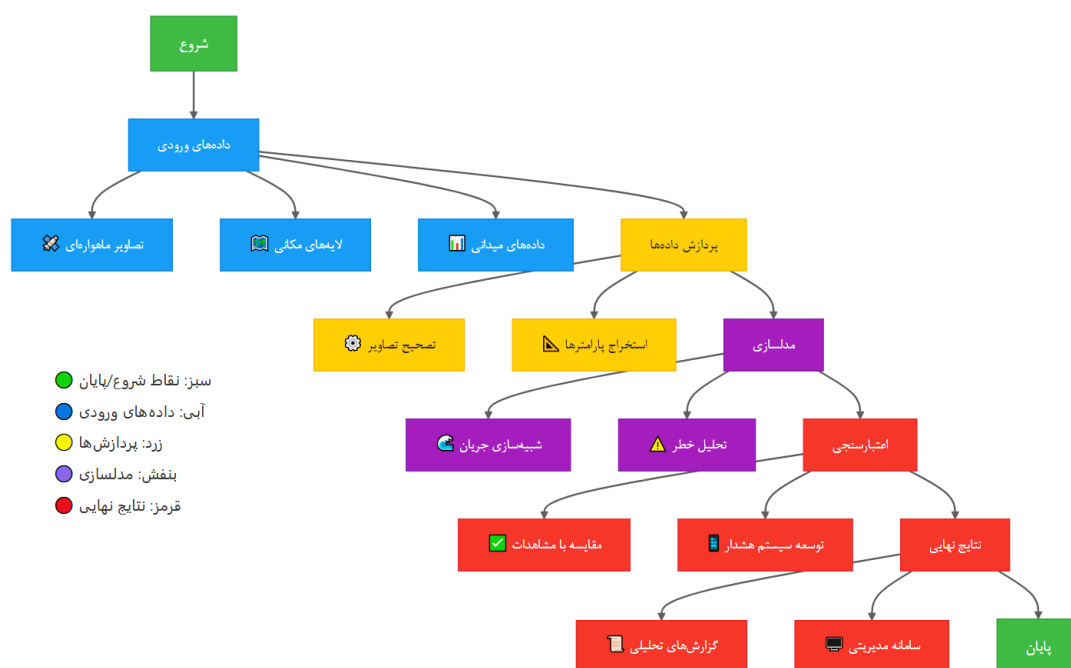 شروع
داده‌های ورودی
تصاویر ماهواره‌ای
لایه‌های مکانی
داده‌های میدانی
پردازش داده‌ها
تصحیح تصاویر
استخراج پارامترها
مدلسازی
شبیه‌سازی جریان
تحلیل خطر
اعتبارسنجی
مقایسه با مشاهدات
توسعه سیستم هشدار
نتایج نهایی
گزارش‌های تحلیلی
سامانه مدیریتی
پایان
سبز: نقاط شروع/پایان
آبی: داده‌های ورودی
زرد: پردازش‌ها
بنفش: مدلسازی
قرمز: نتایج نهایی